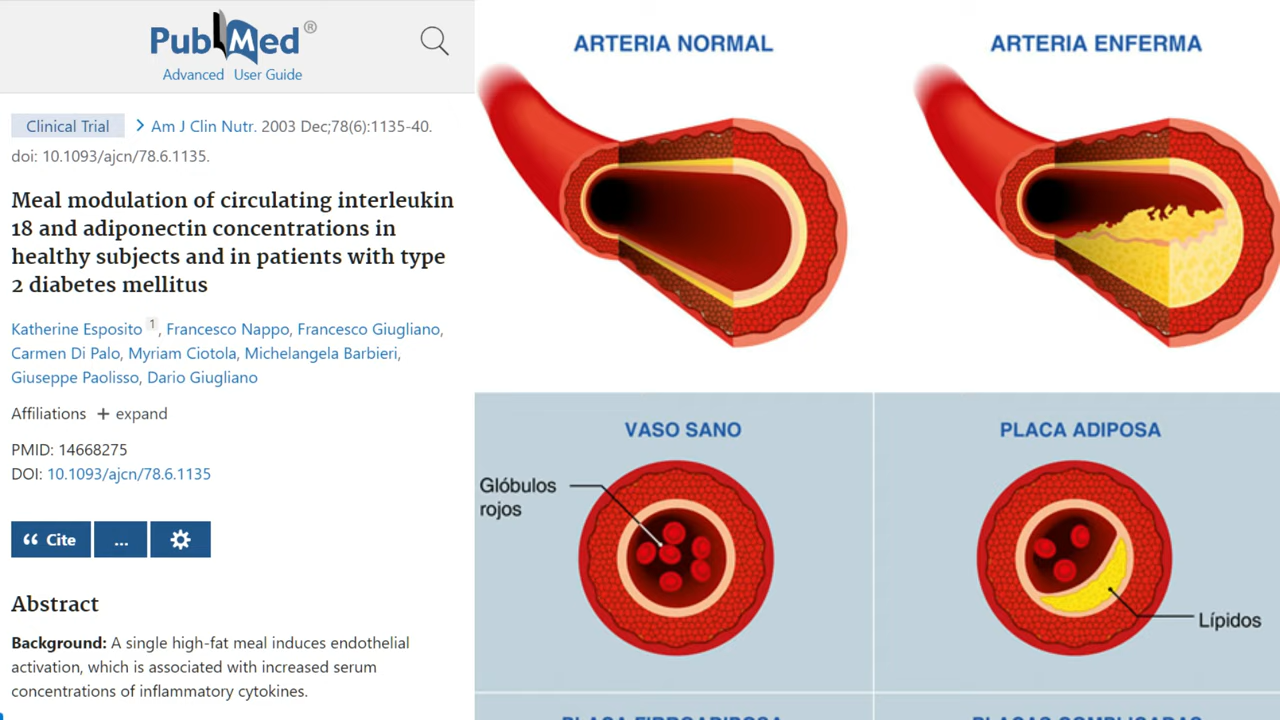 PubMed®
Advanced User Guide
Clinical Trial > Am J Clin Nutr. 2003 Dec;78(6):1135-40.
doi: 10.1093/ajcn/78.6.1135.
Meal modulation of circulating interleukin
18 and adiponectin concentrations in
healthy subjects and in patients with type
2 diabetes mellitus
Katherine Esposito 1, Francesco Nappo, Francesco Giugliano,
Carmen Di Palo, Myriam Ciotola, Michelangela Barbieri,
Giuseppe Paolisso, Dario Giugliano
Affiliations + expand
PMID: 14668275
DOI: 10.1093/ajcn/78.6.1135
Cite
...
Abstract
Background: A single high-fat meal induces endothelial
activation, which is associated with increased serum
concentrations of inflammatory cytokines.
ARTERIA NORMAL
ARTERIA ENFERMA
VASO SANO
Glóbulos
rojos
PLACA ADIPOSA
Lípidos
PLACA FIBROADIPOSA
PLACAS COMPLICADAS